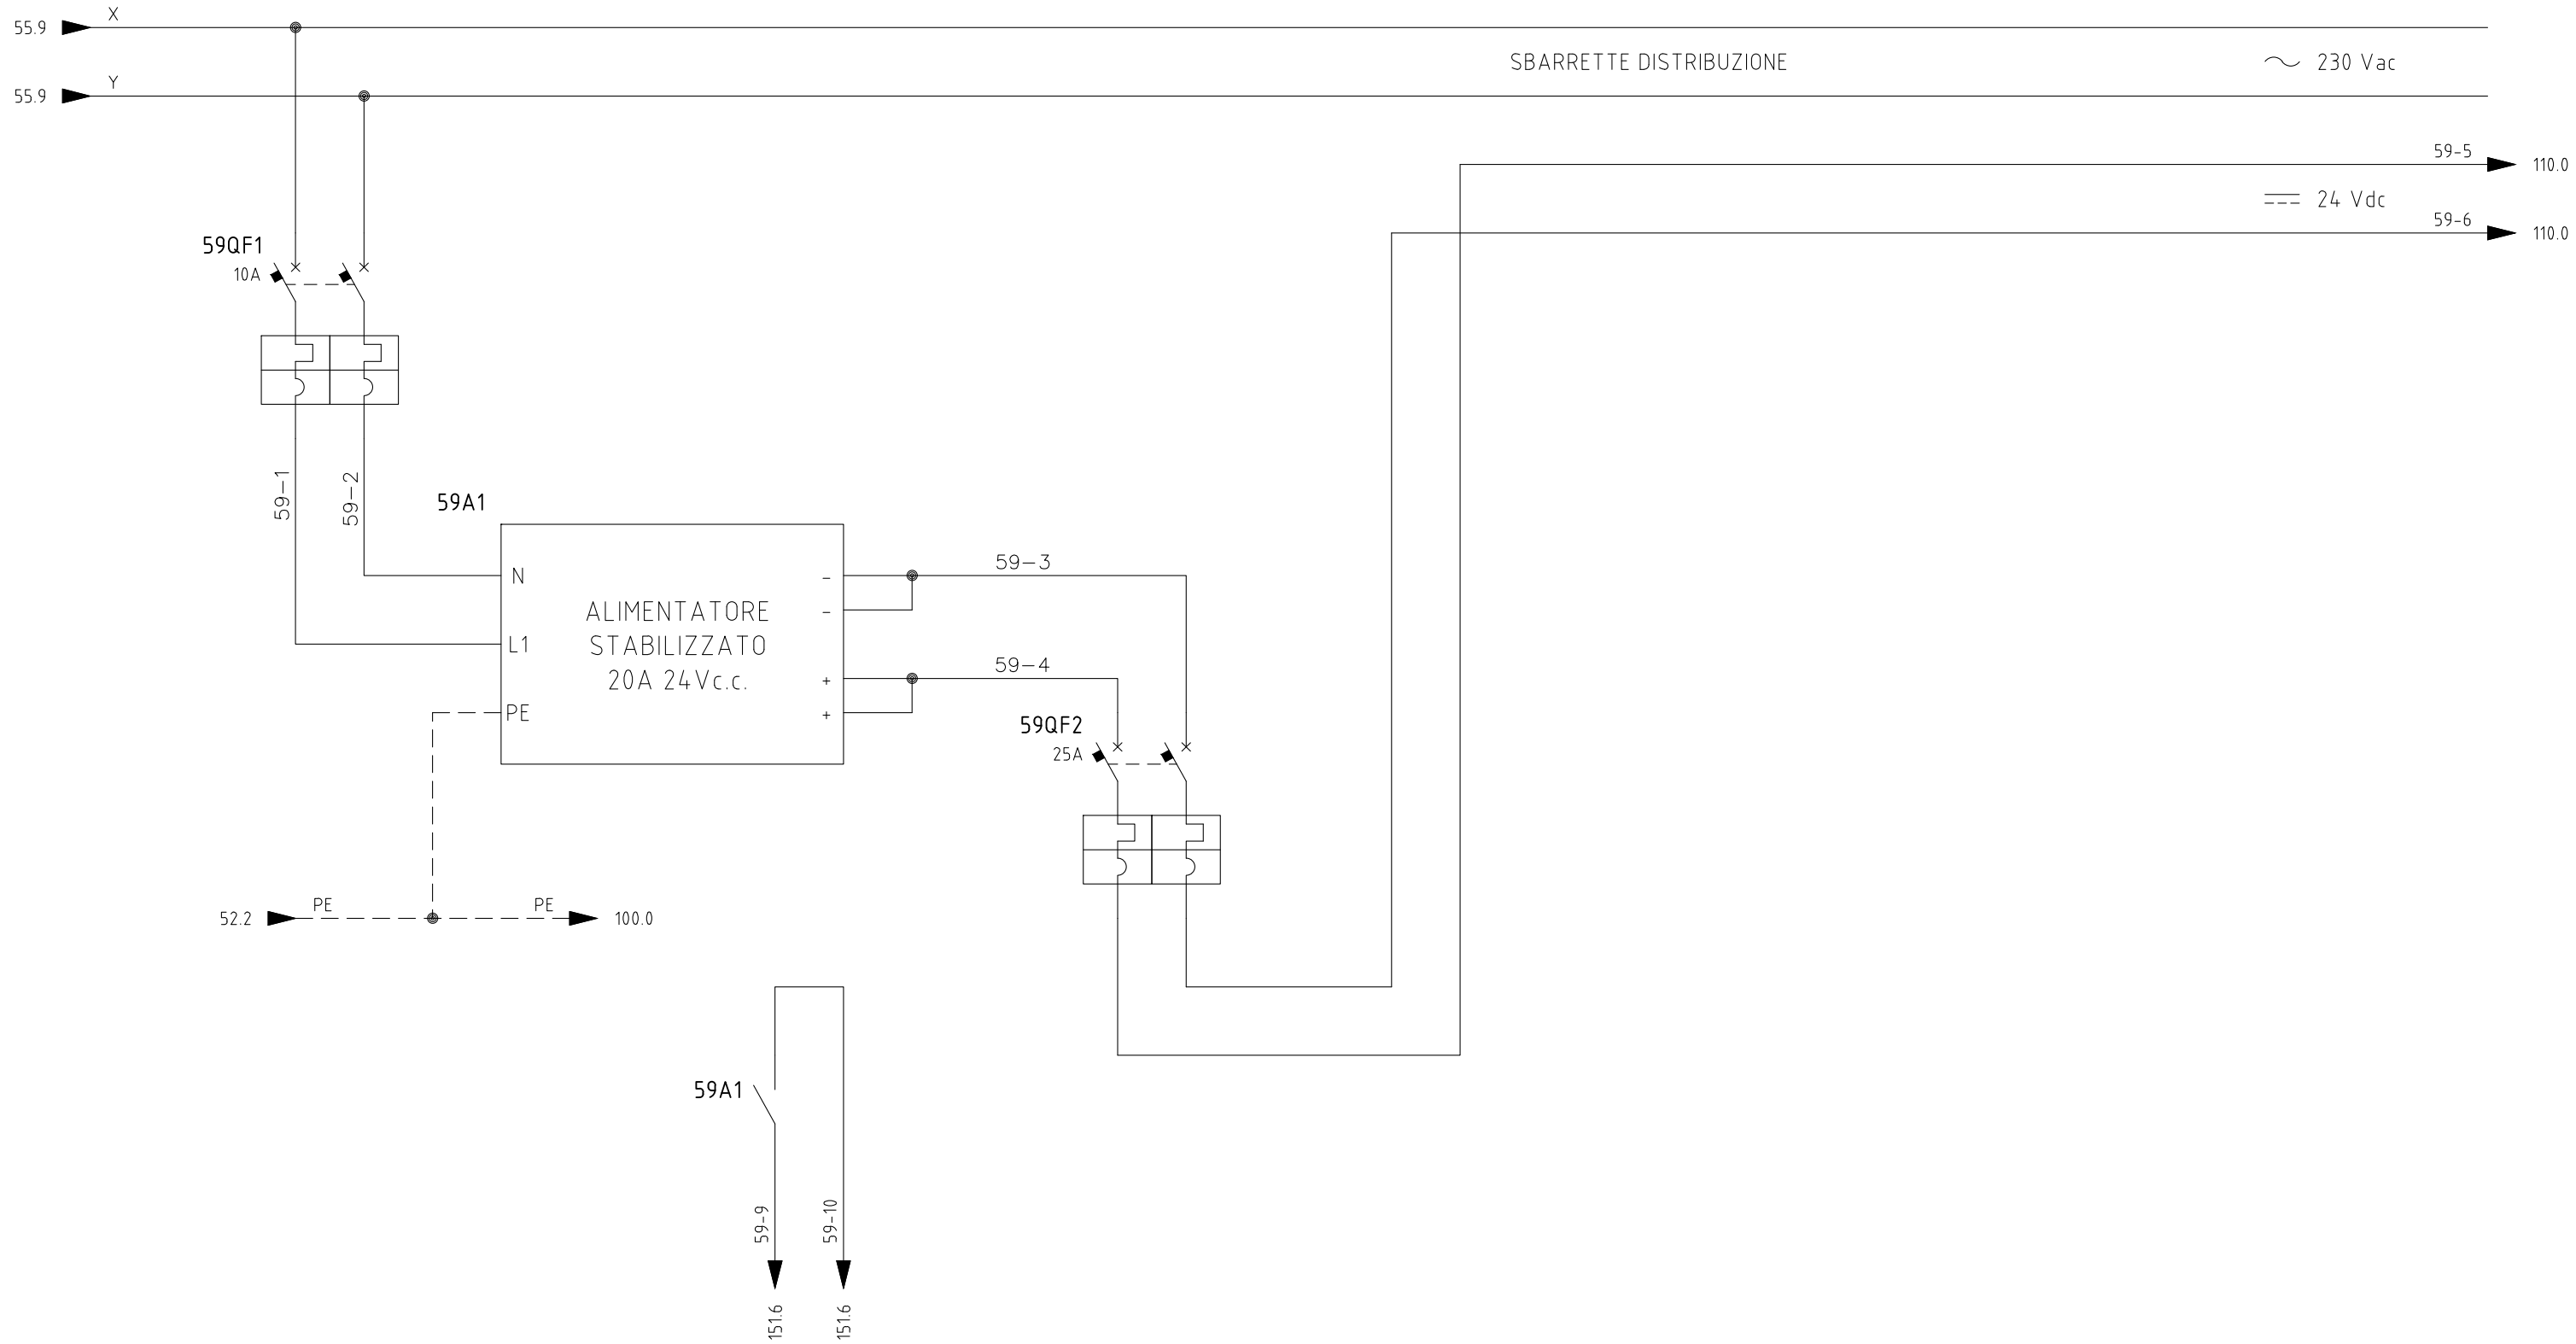 X
55.9
SBARRETTE DISTRIBUZIONE
230 Vac
Y
55.9
59-5
110.0
24 Vdc
59-6
110.0
59QF1
10A
59-1
59-2
59A1
N
ALIMENTATORE
STABILIZZATO
20A 24Vc.c.
L1
PE
-
-
+
+
59-3
59-4
59QF2
25A
52.2
PE
PE
100.0
59A1
59-9
59-10
151.6
151.6